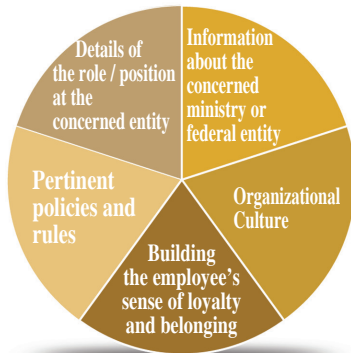 Details of
the role / position
at the
concerned entity
Information
about the
concerned
ministry or
federal entity
Organizational
Culture
Building
the employee's
sense of loyalty
and belonging
Pertinent
policies and
rules